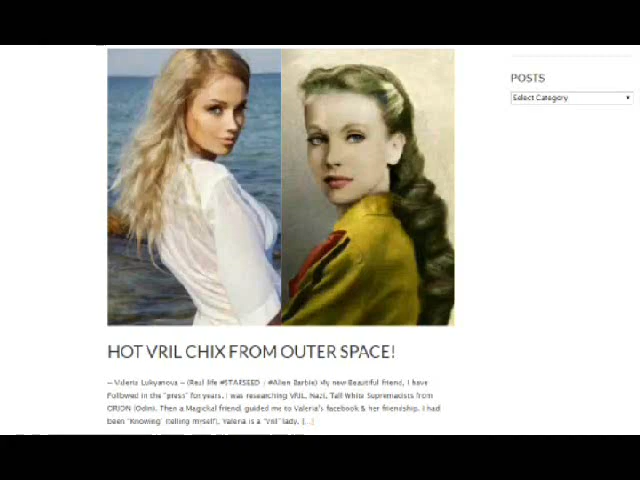 POSTS
Select Category
HOT VRIL CHIX FROM OUTER SPACE!
~ Valeria Lukyanova ~ (Real life #STARSEED / #Alien Barbie) My new Beautiful friend, I have
Followed in the "press" for years. I was researching VRIL, Nazi, Tall White Supremacists from
ORION (Odin). Then a Magickal friend, guided me to Valeria's facebook & her friendship. I had
been "Knowing" (telling myself), Valeria is a "Vril" lady. [...]